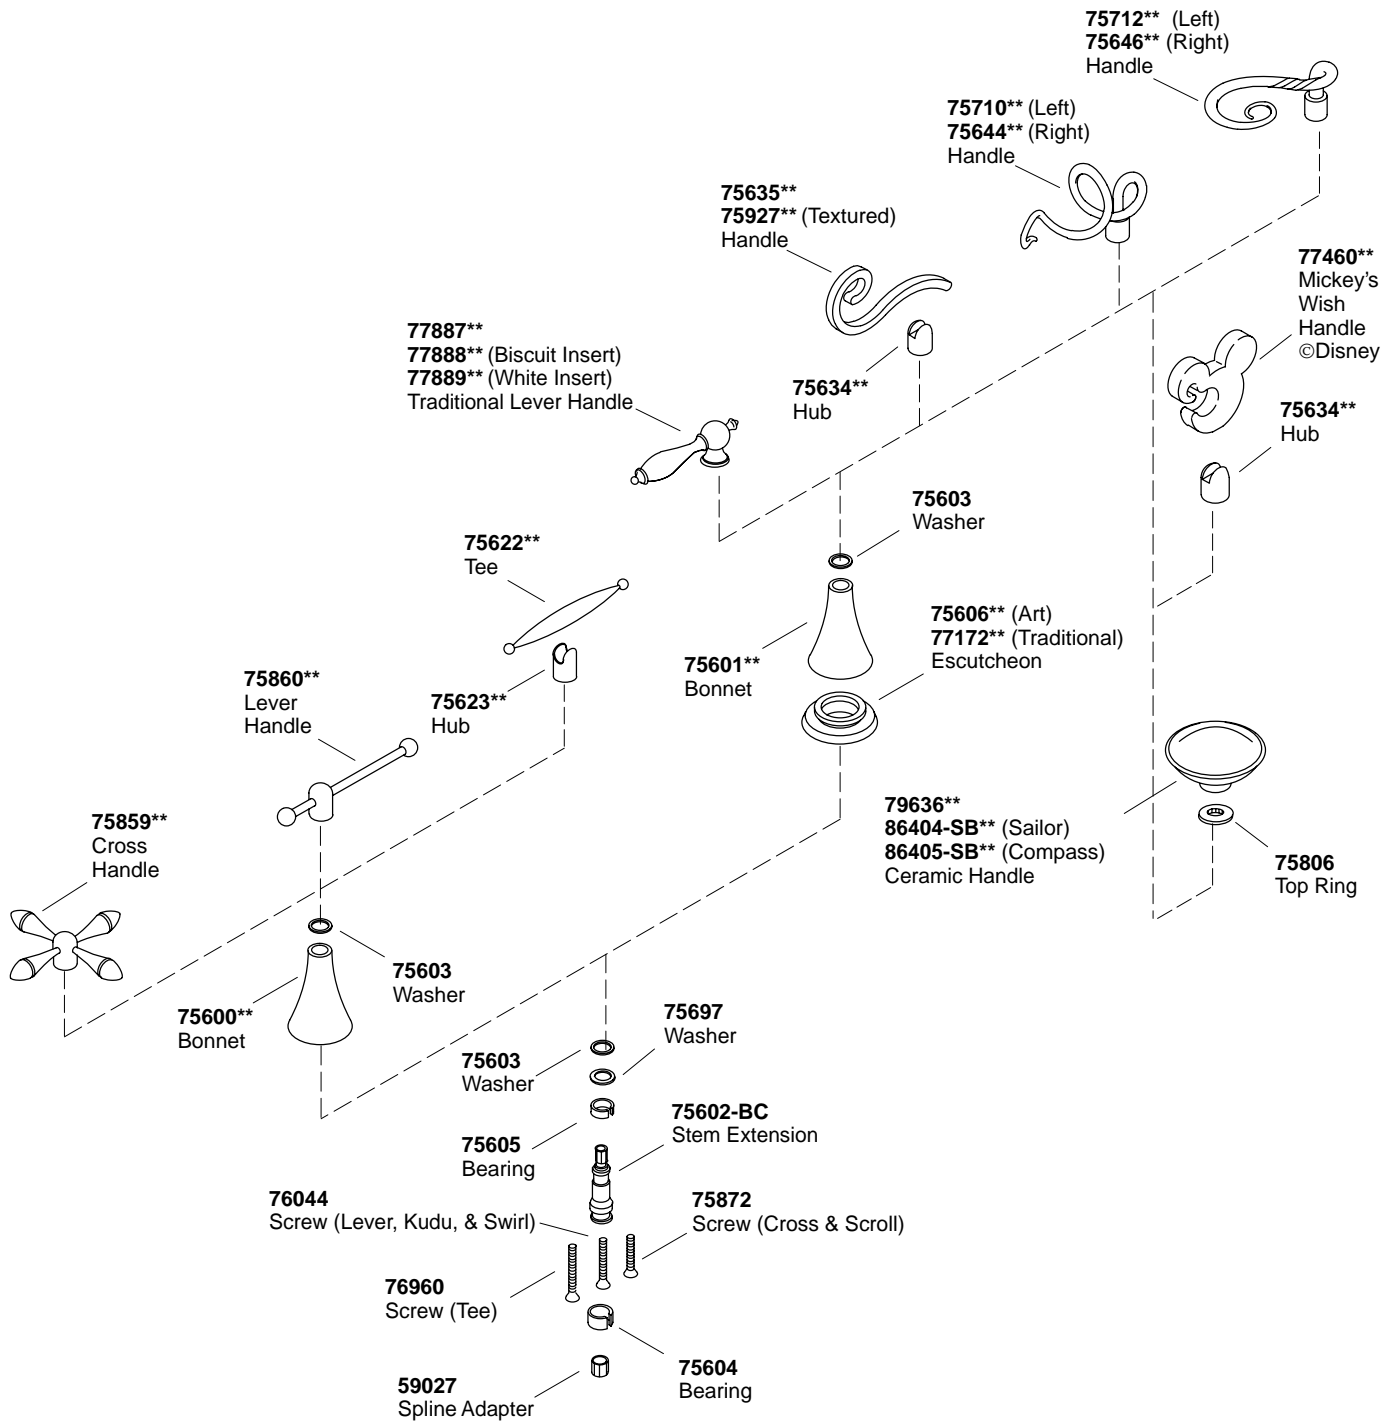 75712** (Left)
75646** (Right)
Handle
75710** (Left)
75644** (Right)
Handle
75635**
75927** (Textured)
Handle
77460**
Mickey's
Wish
Handle
©Disney
77887**
77888** (Biscuit Insert)
77889** (White Insert)
Traditional Lever Handle
75634**
Hub
75634**
Hub
75603
Washer
75622**
Tee
75606** (Art)
77172** (Traditional)
Escutcheon
75601**
Bonnet
75860**
Lever
Handle
75623**
Hub
79636**
86404-SB** (Sailor)
86405-SB** (Compass)
Ceramic Handle
75859**
Cross
Handle
75806
Top Ring
75603
Washer
75600**
Bonnet
75697
Washer
75603
Washer
75602-BC
Stem Extension
75605
Bearing
76044
Screw (Lever, Kudu, & Swirl)
75872
Screw (Cross & Scroll)
76960
Screw (Tee)
75604
Bearing
59027
Spline Adapter